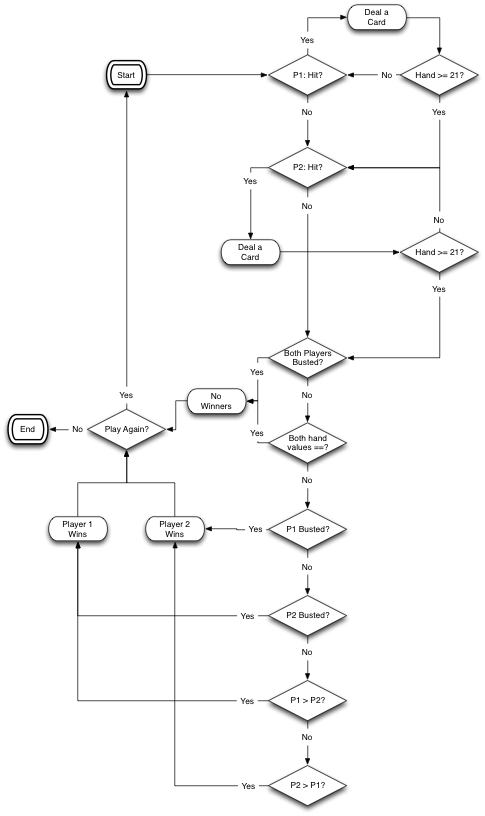 Deal a
Card
Yes
Start
P1: Hit?
No
Hand >= 21?
No
Yes
P2: Hit?
Yes
No
No
Deal a
Card
Hand >= 21?
Yes
Both Players
Busted?
Yes
No
Winners
No
Yes
Play Again?
No
End
Yes
Both hand
values ==?
No
Player 1
Wins
Player 2
Wins
Yes
P1 Busted?
No
Yes
P2 Busted?
No
Yes
P1 > P2?
No
Yes
P2 > P1?